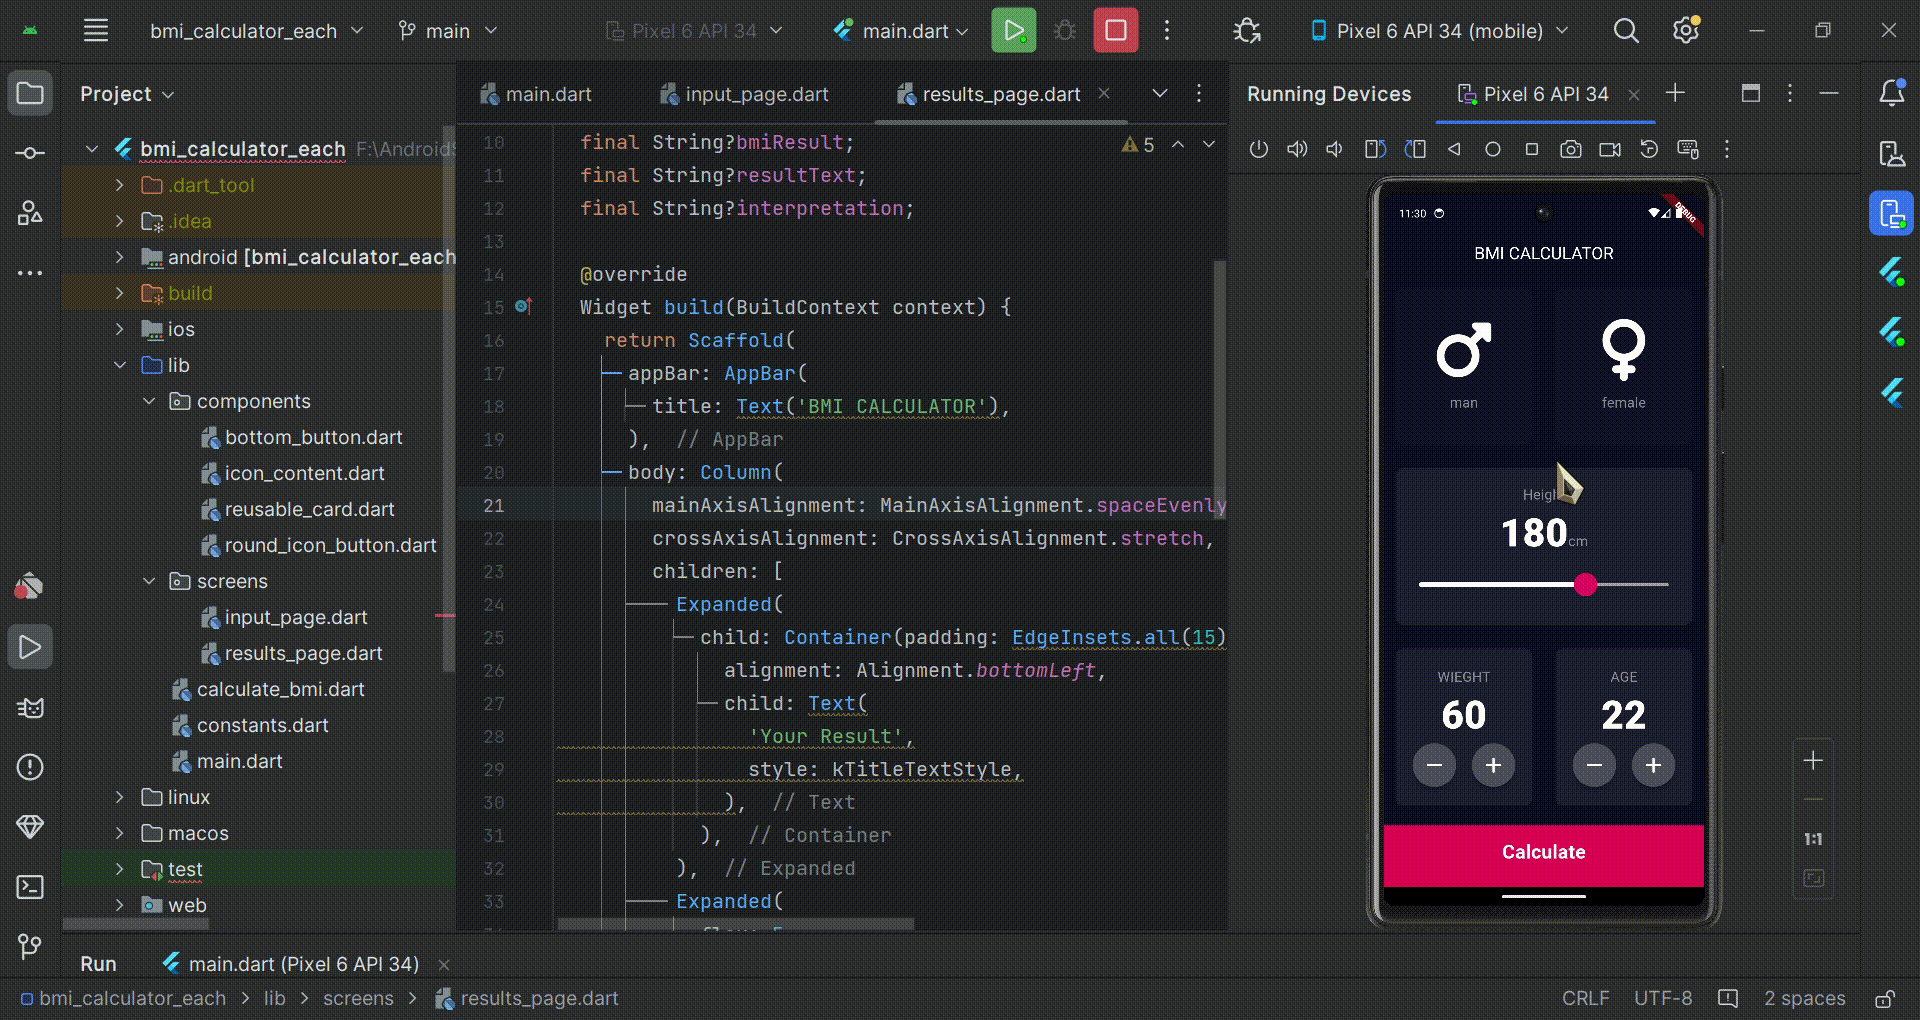 bmi_calculator_each
main
Pixel 6 API 34
main.dart
Pixel 6 API 34 (mobile)
Project
main.dart
input_page.dart
results_page.dart
Running Devices
Pixel 6 API 34
bmi_calculator_each F:\Android
.dart_tool
.idea
android [bmi_calculator_each
build
ios
lib
components
bottom_button.dart
icon_content.dart
reusable_card.dart
round_icon_button.dart
screens
input_page.dart
results_page.dart
calculate_bmi.dart
constants.dart
main.dart
linux
macos
test
web
5
10 final String?bmiResult;
11 final String?resultText;
12 final String?interpretation;
13
14 @override
15 Widget build(BuildContext context) {
16 return Scaffold(
17 appBar: AppBar(
18 title: Text('BMI CALCULATOR'),
19 ), // AppBar
20 body: Column(
21 mainAxisAlignment: MainAxisAlignment.spaceEvenly
22 crossAxisAlignment: CrossAxisAlignment.stretch,
23 children: [
24 Expanded(
25 child: Container(padding: EdgeInsets.all(15)
26 alignment: Alignment.bottomLeft,
27 child: Text(
28 'Your Result',
29 style: kTitleTextStyle,
30 ), // Text
31 ), // Container
32 ), // Expanded
33 Expanded(
11:30
DEBUG
BMI CALCULATOR
man
female
Heigh
180cm
WIEGHT
AGE
60
22
Calculate
1:1
Run
main.dart (Pixel 6 API 34)
bmi_calculator_each > lib > screens > results_page.dart
CRLF
UTF-8
2 spaces